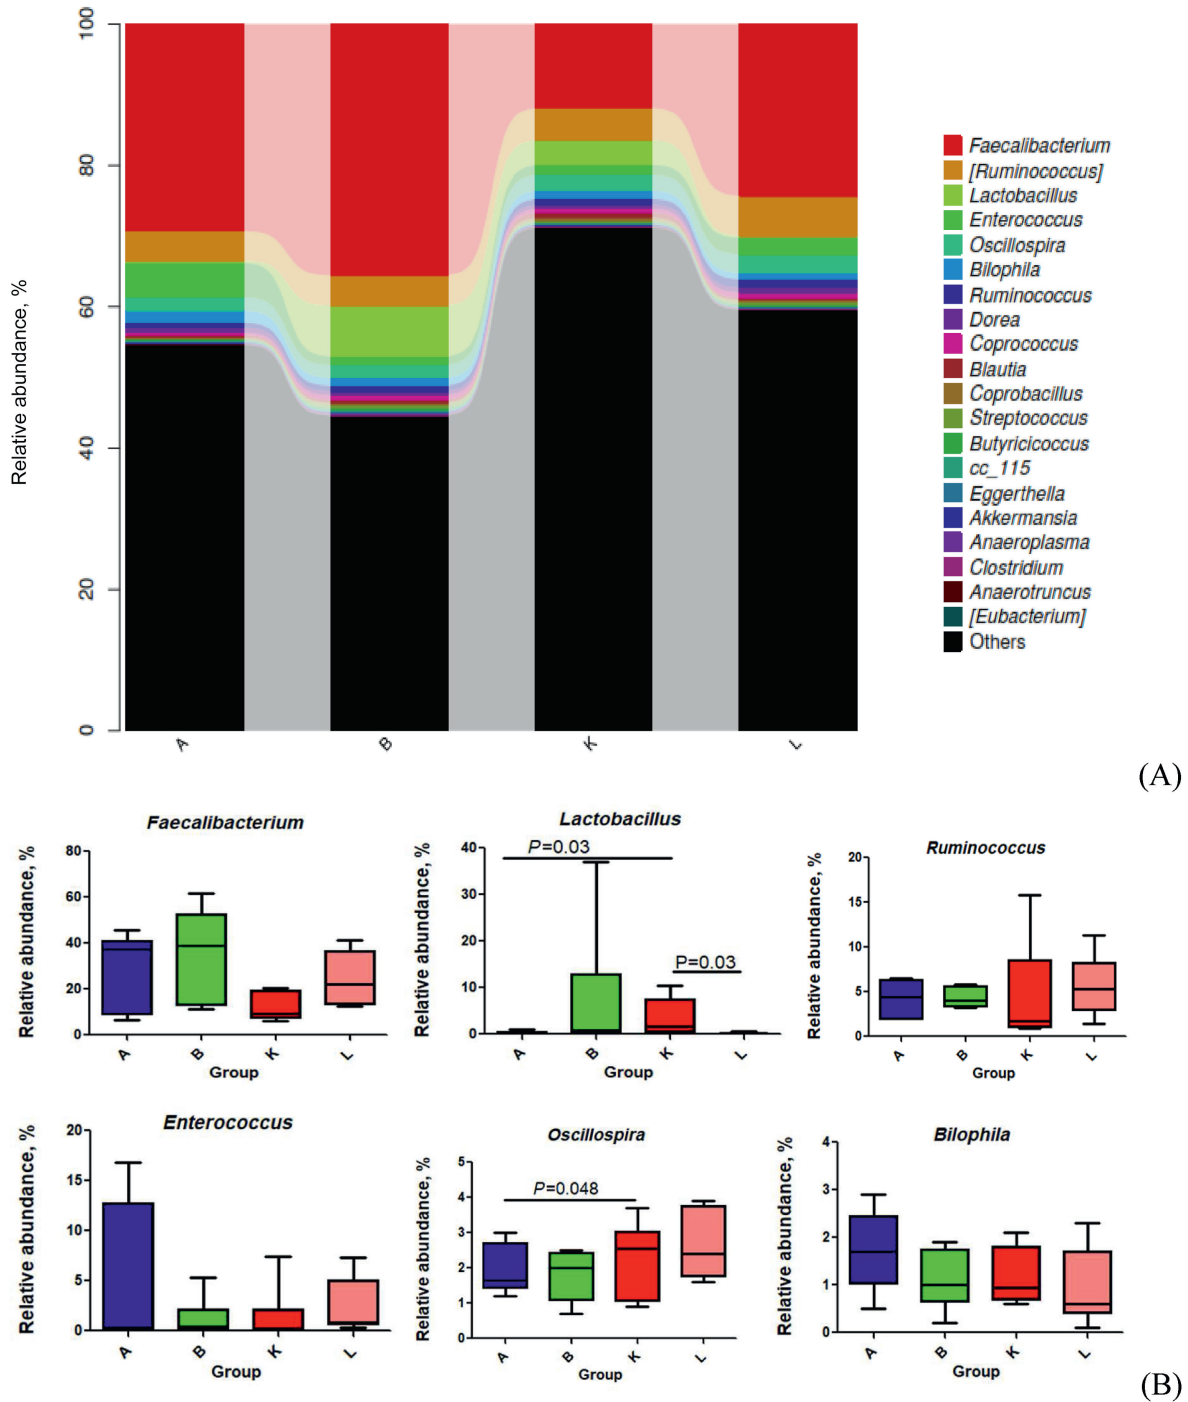 100
80
60
40
20
0
Relative abundance, %
A
B
K
L
Faecalibacterium
[Ruminococcus]
Lactobacillus
Enterococcus
Oscillospira
Bilophila
Ruminococcus
Dorea
Coprococcus
Blautia
Coprobacillus
Streptococcus
Butyricicoccus
cc_115
Eggerthella
Akkermansia
Anaeroplasma
Clostridium
Anaerotruncus
[Eubacterium]
Others
(A)
Faecalibacterium
Relative abundance, %
80
60
40
20
0
A
B
K
L
Group
Lactobacillus
Relative abundance, %
40
30
20
10
0
P=0.03
P=0.03
A
B
K
L
Group
Ruminococcus
Relative abundance, %
20
15
10
5
0
A
B
K
L
Group
Enterococcus
Relative abundance, %
20
15
10
5
0
A
B
K
L
Group
Oscillospira
Relative abundance, %
5
4
3
2
1
0
P=0.048
A
B
K
L
Group
Bilophila
Relative abundance, %
4
3
2
1
0
A
B
K
L
Group
(B)